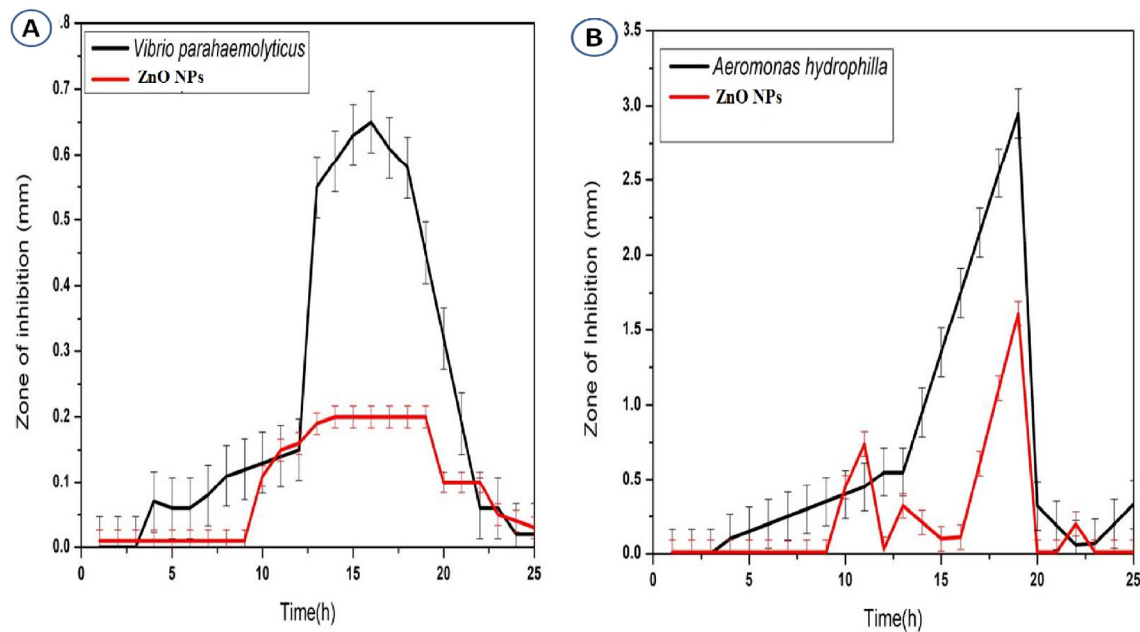 A
Vibrio parahaemolyticus
ZnO NPs
.8
0.7
0.6
0.5
0.4
0.3
0.2
0.1
0.0
0
5
10
15
20
25
Zone of inhibition (mm)
Time(h)
B
Aeromonas hydrophilla
ZnO NPs
3.5
3.0
2.5
2.0
1.5
1.0
0.5
0.0
0
5
10
15
20
25
Zone of Inhibition (mm)
Time(h)